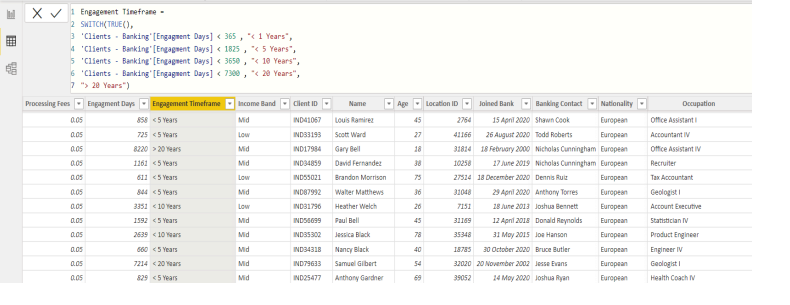 1 Engagement Timeframe =
2 SWITCH(TRUE(),
3 'Clients - Banking'[Engagment Days] < 365 , "< 1 Years",
4 'Clients - Banking'[Engagment Days] < 1825 , "< 5 Years",
5 'Clients - Banking'[Engagment Days] < 3650 , "< 10 Years",
6 'Clients - Banking'[Engagment Days] < 7300 , "< 20 Years",
7 "> 20 Years")
Processing Fees Engagment Days Engagement Timeframe Income Band Client ID Name Age Location ID Joined Bank Banking Contact Nationality Occupation
0.05 858 < 5 Years Mid IND41067 Louis Ramirez 45 2764 15 April 2020 Shawn Cook European Office Assistant I
0.05 725 < 5 Years Low IND33193 Scott Ward 27 41166 26 August 2020 Todd Roberts European Accountant IV
0.05 8220 > 20 Years Mid IND17984 Gary Bell 18 31814 18 February 2000 Nicholas Cunningham European Office Assistant IV
0.05 1161 < 5 Years Mid IND34859 David Fernandez 38 10258 17 June 2019 Nicholas Cunningham European Recruiter
0.05 611 < 5 Years Low IND55021 Brandon Morrison 75 27514 18 December 2020 Dennis Ruiz European Tax Accountant
0.05 844 < 5 Years Mid IND87992 Walter Matthews 36 31048 29 April 2020 Anthony Torres European Geologist I
0.05 3351 < 10 Years Low IND31796 Heather Welch 26 7151 18 June 2013 Joshua Bennett European Account Executive
0.05 1592 < 5 Years Mid IND56699 Paul Bell 45 31169 12 April 2018 Donald Reynolds European Statistician IV
0.05 2639 < 10 Years Mid IND35302 Jessica Black 78 35348 31 May 2015 Joe Hanson European Product Engineer
0.05 660 < 5 Years Mid IND34318 Nancy Black 40 18785 30 October 2020 Bruce Butler European Engineer IV
0.05 7214 < 20 Years Mid IND79633 Samuel Gilbert 54 32020 20 November 2002 Jesse Evans European Geologist I
0.05 829 < 5 Years Mid IND25477 Anthony Gardner 69 39052 14 May 2020 Joshua Ryan European Health Coach IV